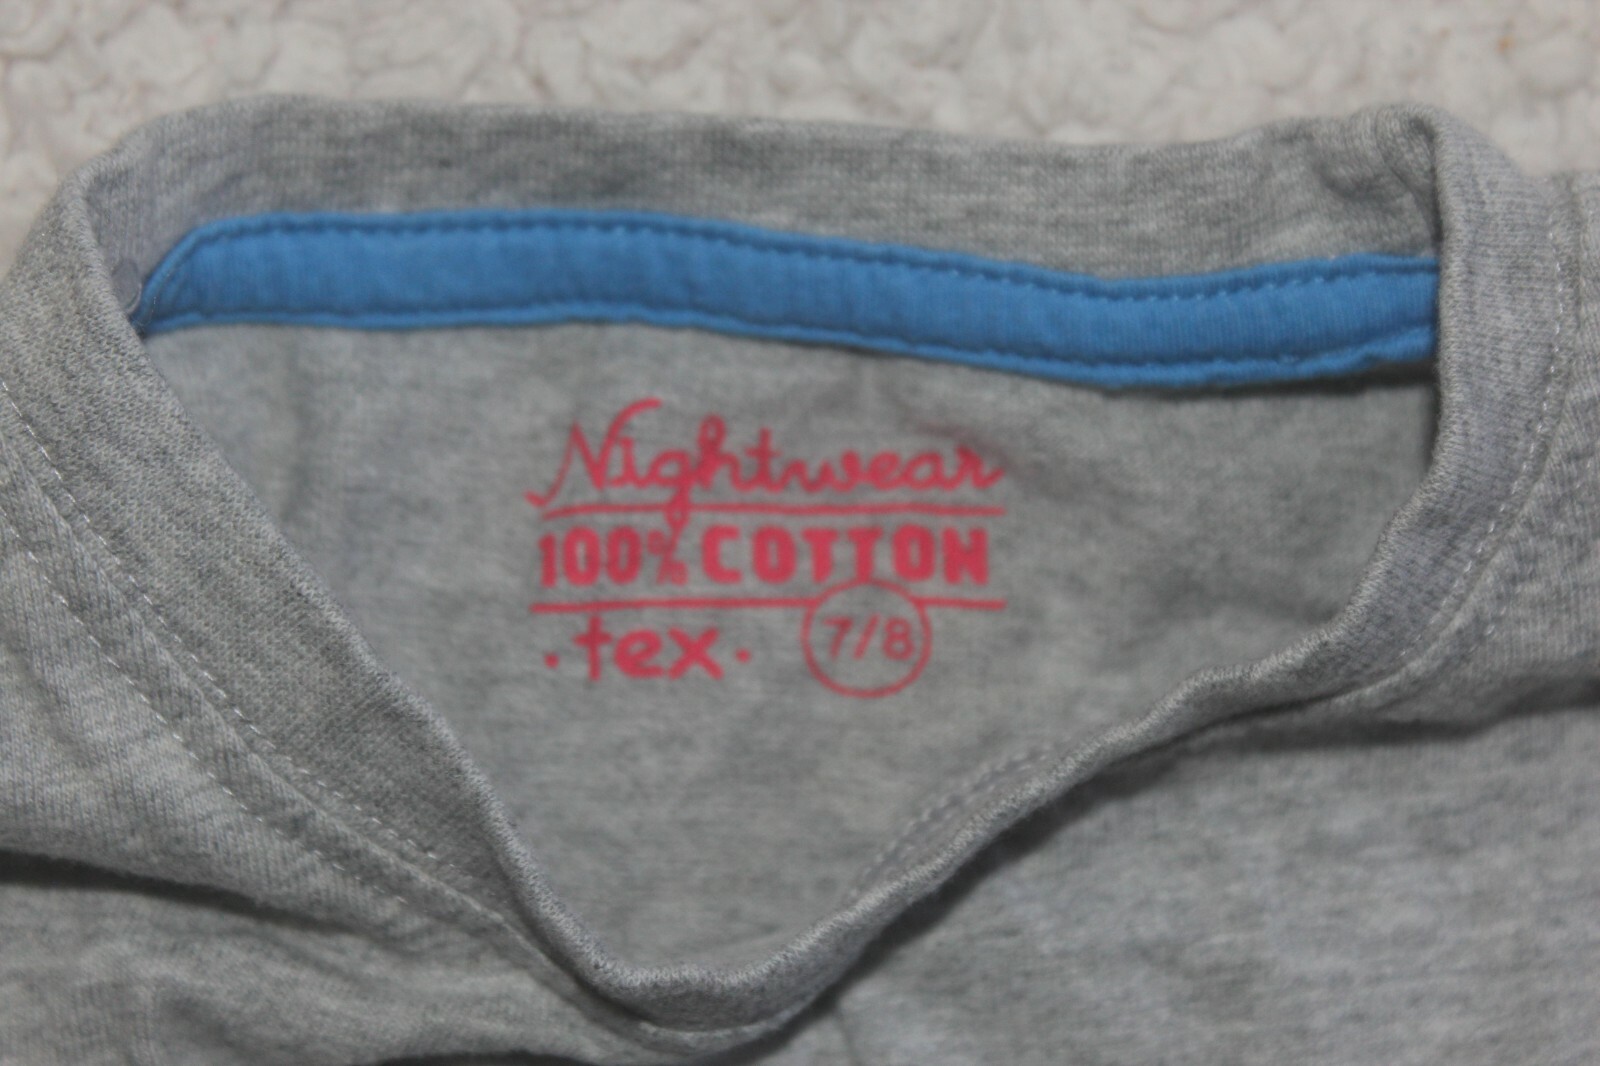 Nightwear
100% COTTON
·tex· 7/8